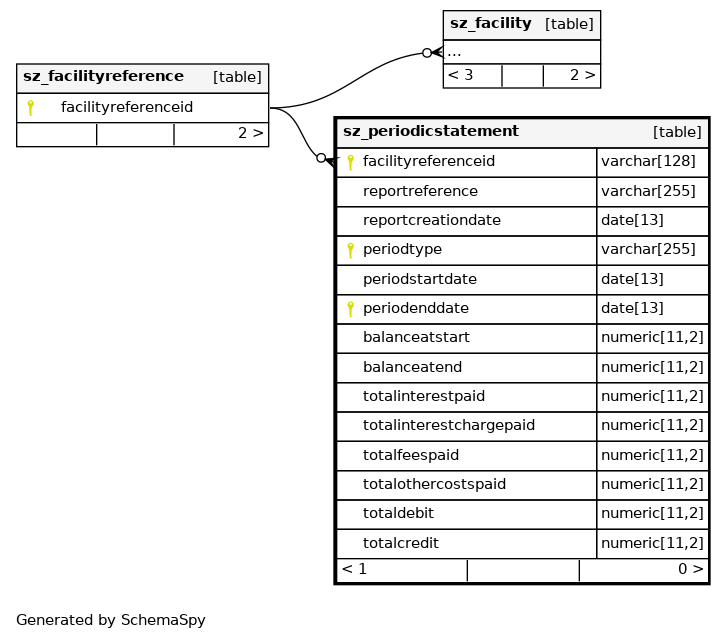 sz_facility [table]
...
< 3 2 >
sz_facilityreference [table]
facilityreferenceid
2 >
sz_periodicstatement [table]
facilityreferenceid varchar[128]
reportreference varchar[255]
reportcreationdate date[13]
periodtype varchar[255]
periodstartdate date[13]
periodenddate date[13]
balanceatstart numeric[11,2]
balanceatend numeric[11,2]
totalinterestpaid numeric[11,2]
totalinterestchargepaid numeric[11,2]
totalfeespaid numeric[11,2]
totalothercostspaid numeric[11,2]
totaldebit numeric[11,2]
totalcredit numeric[11,2]
< 1 0 >
Generated by SchemaSpy